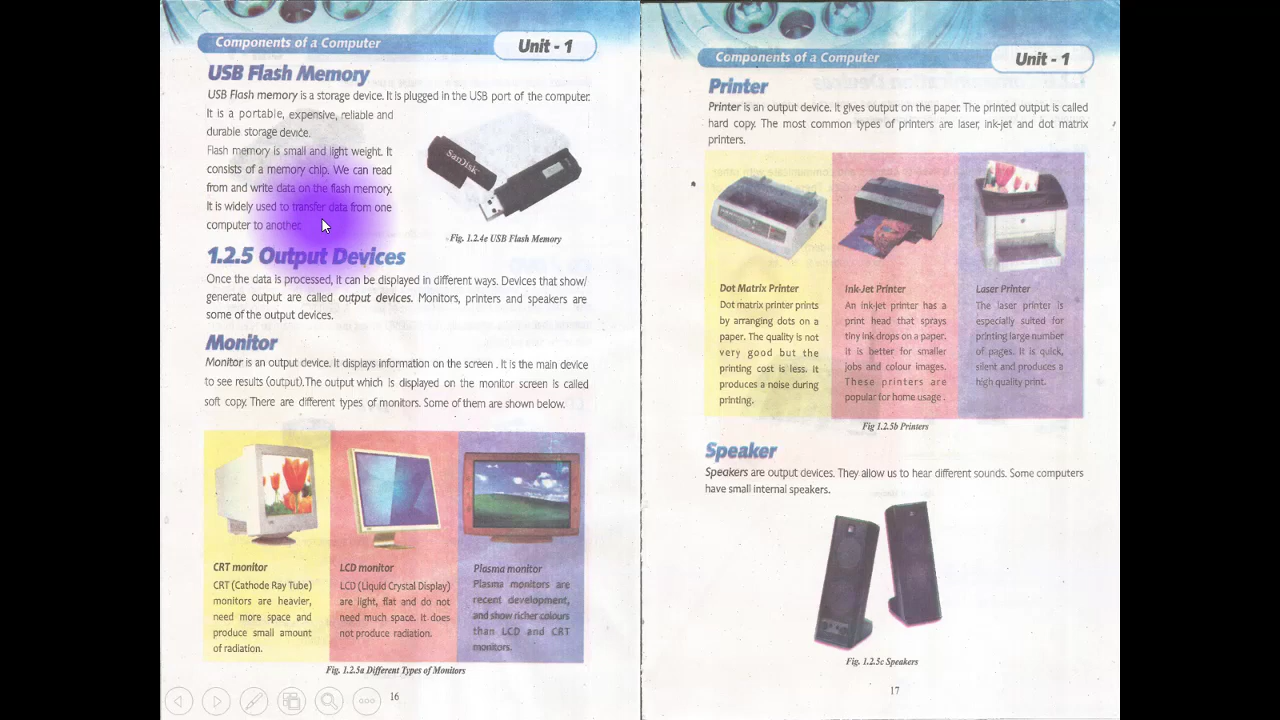 Components of a Computer
Unit - 1
USB Flash Memory
USB Flash memory is a storage device. It is plugged in the USB port of the computer.
It is a portable, expensive, reliable and
durable storage device.
Flash memory is small and light weight. It
consists of a memory chip. We can read
from and write data on the flash memory.
It is widely used to transfer data from one
computer to another.
SanDisk
Fig. 1.2.4e USB Flash Memory
1.2.5 Output Devices
Once the data is processed, it can be displayed in different ways. Devices that show/
generate output are called output devices. Monitors, printers and speakers are
some of the output devices.
Monitor
Monitor is an output device. It displays information on the screen . It is the main device
to see results (output).The output which is displayed on the monitor screen is called
soft copy. There are different types of monitors. Some of them are shown below.
CRT monitor
CRT (Cathode Ray Tube)
monitors are heavier,
need more space and
produce small amount
of radiation.
LCD monitor
LCD (Liquid Crystal Display)
are light, flat and do not
need much space. It does
not produce radiation.
Plasma monitor
Plasma monitors are
recent development,
and show richer colours
than LCD and CRT
monitors.
Fig. 1.2.5a Different Types of Monitors
16
Components of a Computer
Unit - 1
Printer
Printer is an output device. It gives output on the paper. The printed output is called
hard copy. The most common types of printers are laser, ink-jet and dot matrix
printers.
Dot Matrix Printer
Dot matrix printer prints
by arranging dots on a
paper. The quality is not
very good but the
printing cost is less. It
produces a noise during
printing.
Ink-Jet Printer
An ink-jet printer has a
print head that sprays
tiny ink drops on a paper.
It is better for smaller
jobs and colour images.
These printers are
popular for home usage .
Laser Printer
The laser printer is
especially suited for
printing large number
of pages. It is quick,
silent and produces a
high quality print.
Fig 1.2.5b Printers
Speaker
Speakers are output devices. They allow us to hear different sounds. Some computers
have small internal speakers.
Fig. 1.2.5c Speakers
17